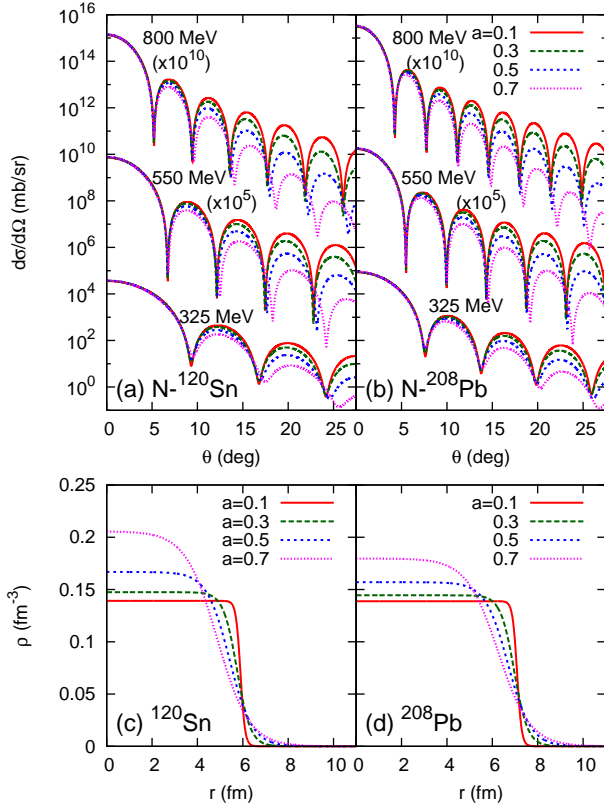 10^16
10^14
10^12
10^10
10^8
10^6
10^4
10^2
10^0
dσ/dΩ (mb/sr)
800 MeV
(x10^10)
550 MeV
(x10^5)
325 MeV
(a) N-^120Sn
0 5 10 15 20 25
θ (deg)
800 MeV
(x10^10)
a=0.1
0.3
0.5
0.7
550 MeV
(x10^5)
325 MeV
(b) N-^208Pb
0 5 10 15 20 25
θ (deg)
0.25
0.2
0.15
0.1
0.05
0
ρ (fm^-3)
a=0.1
a=0.3
a=0.5
a=0.7
(c) ^120Sn
0 2 4 6 8 10
r (fm)
a=0.1
0.3
0.5
0.7
(d) ^208Pb
0 2 4 6 8 10
r (fm)